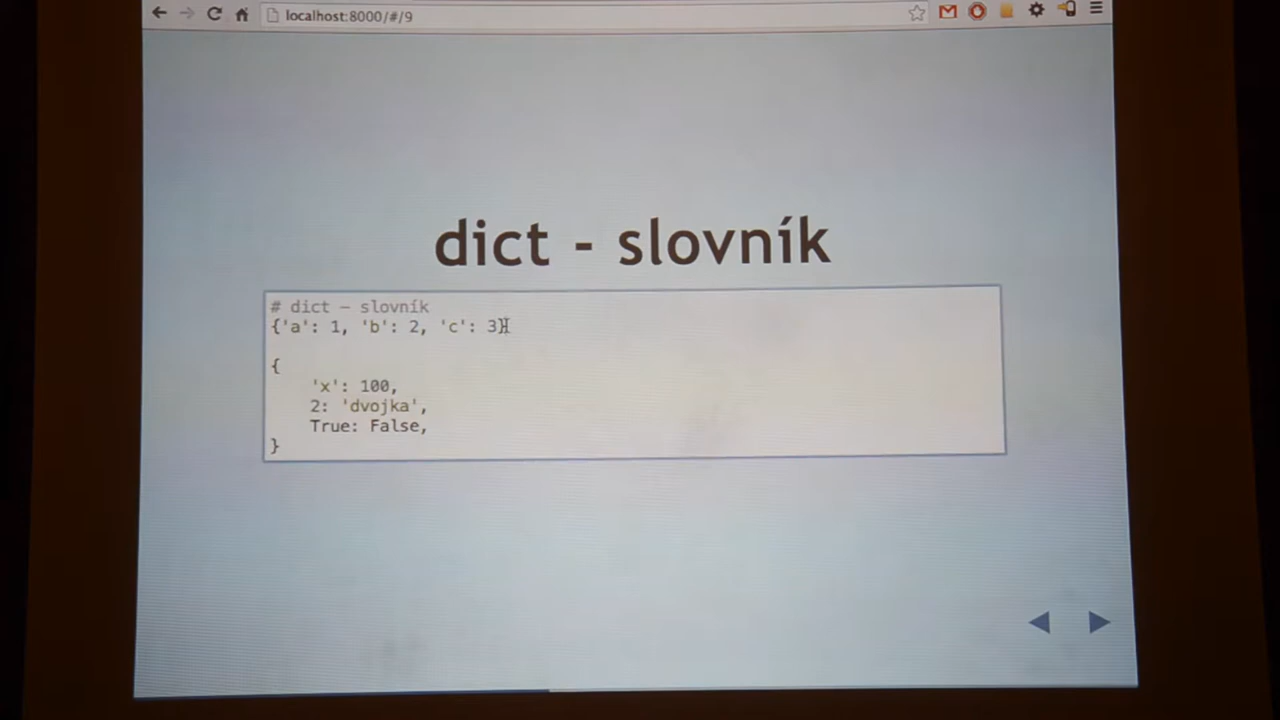 localhost:8000/#/9
dict - slovník
# dict – slovník
{'a': 1, 'b': 2, 'c': 3}
{
'x': 100,
2: 'dvojka',
True: False,
}